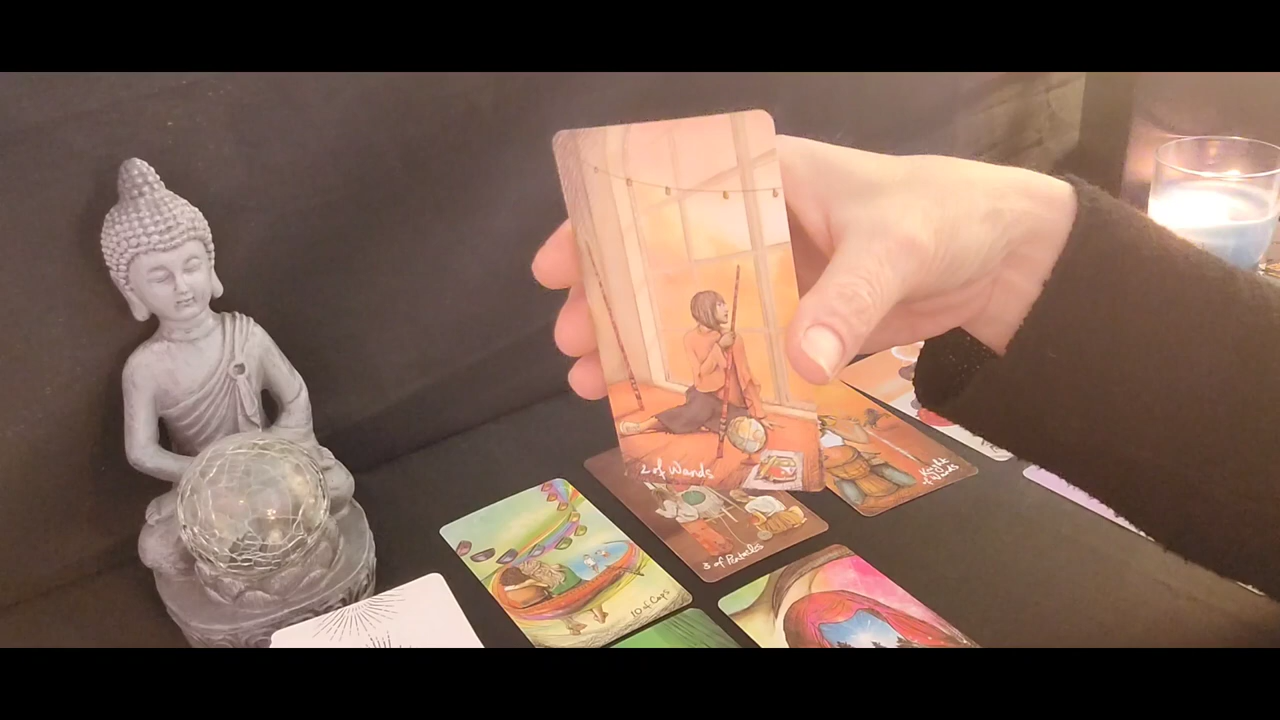 2 of Wands
Knight
of Wands
3 of Pentacles
10 of Cups